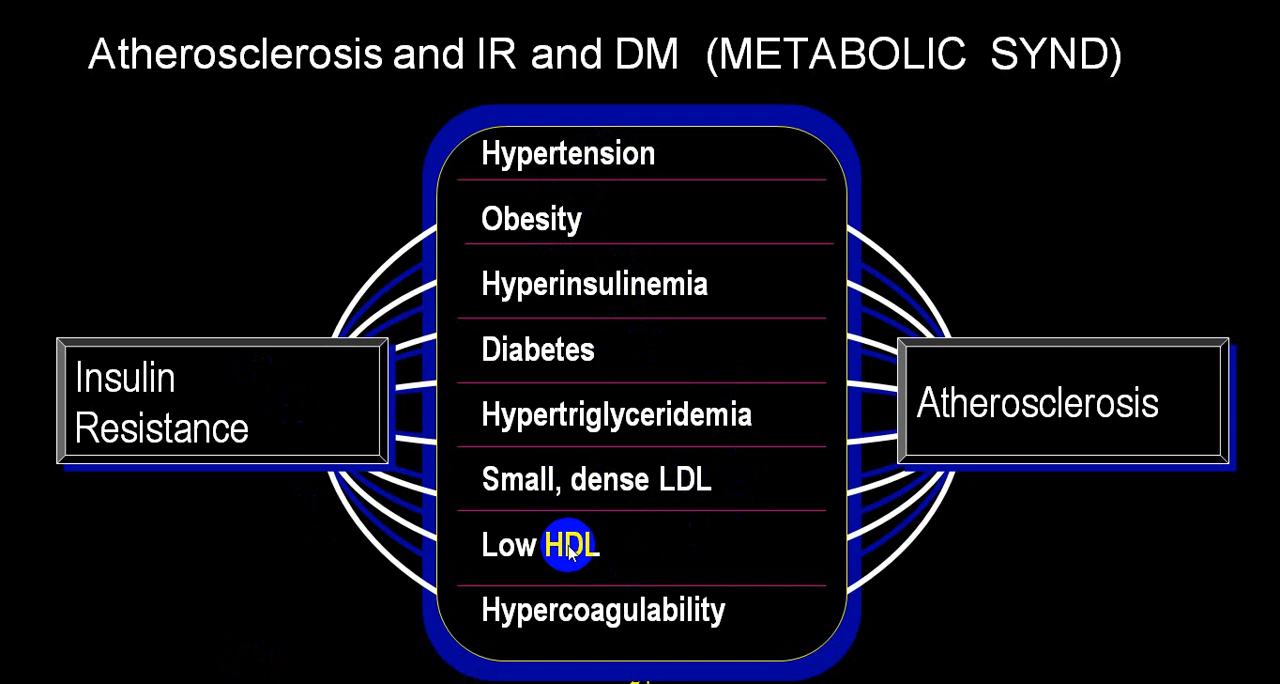 Atherosclerosis and IR and DM (METABOLIC SYND)
Hypertension
Obesity
Hyperinsulinemia
Diabetes
Hypertriglyceridemia
Small, dense LDL
Low HDL
Hypercoagulability
Insulin
Resistance
Atherosclerosis